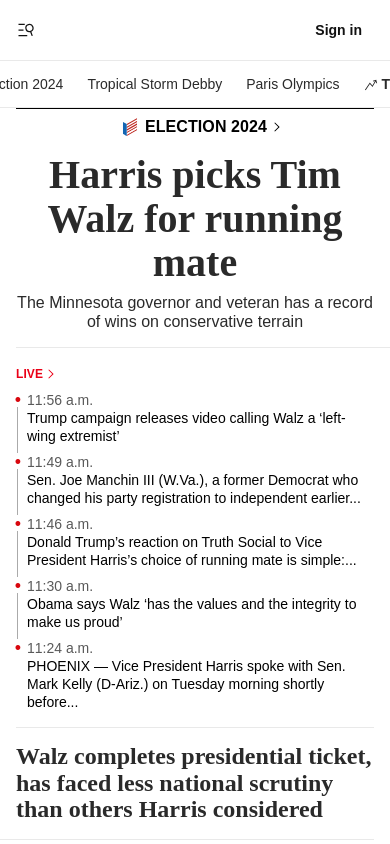 Sign in
ction 2024 Tropical Storm Debby Paris Olympics T
ELECTION 2024
Harris picks Tim
Walz for running
mate
The Minnesota governor and veteran has a record
of wins on conservative terrain
LIVE
11:56 a.m.
Trump campaign releases video calling Walz a ‘left-
wing extremist’
11:49 a.m.
Sen. Joe Manchin III (W.Va.), a former Democrat who
changed his party registration to independent earlier...
11:46 a.m.
Donald Trump’s reaction on Truth Social to Vice
President Harris’s choice of running mate is simple:...
11:30 a.m.
Obama says Walz ‘has the values and the integrity to
make us proud’
11:24 a.m.
PHOENIX — Vice President Harris spoke with Sen.
Mark Kelly (D-Ariz.) on Tuesday morning shortly
before...
Walz completes presidential ticket,
has faced less national scrutiny
than others Harris considered